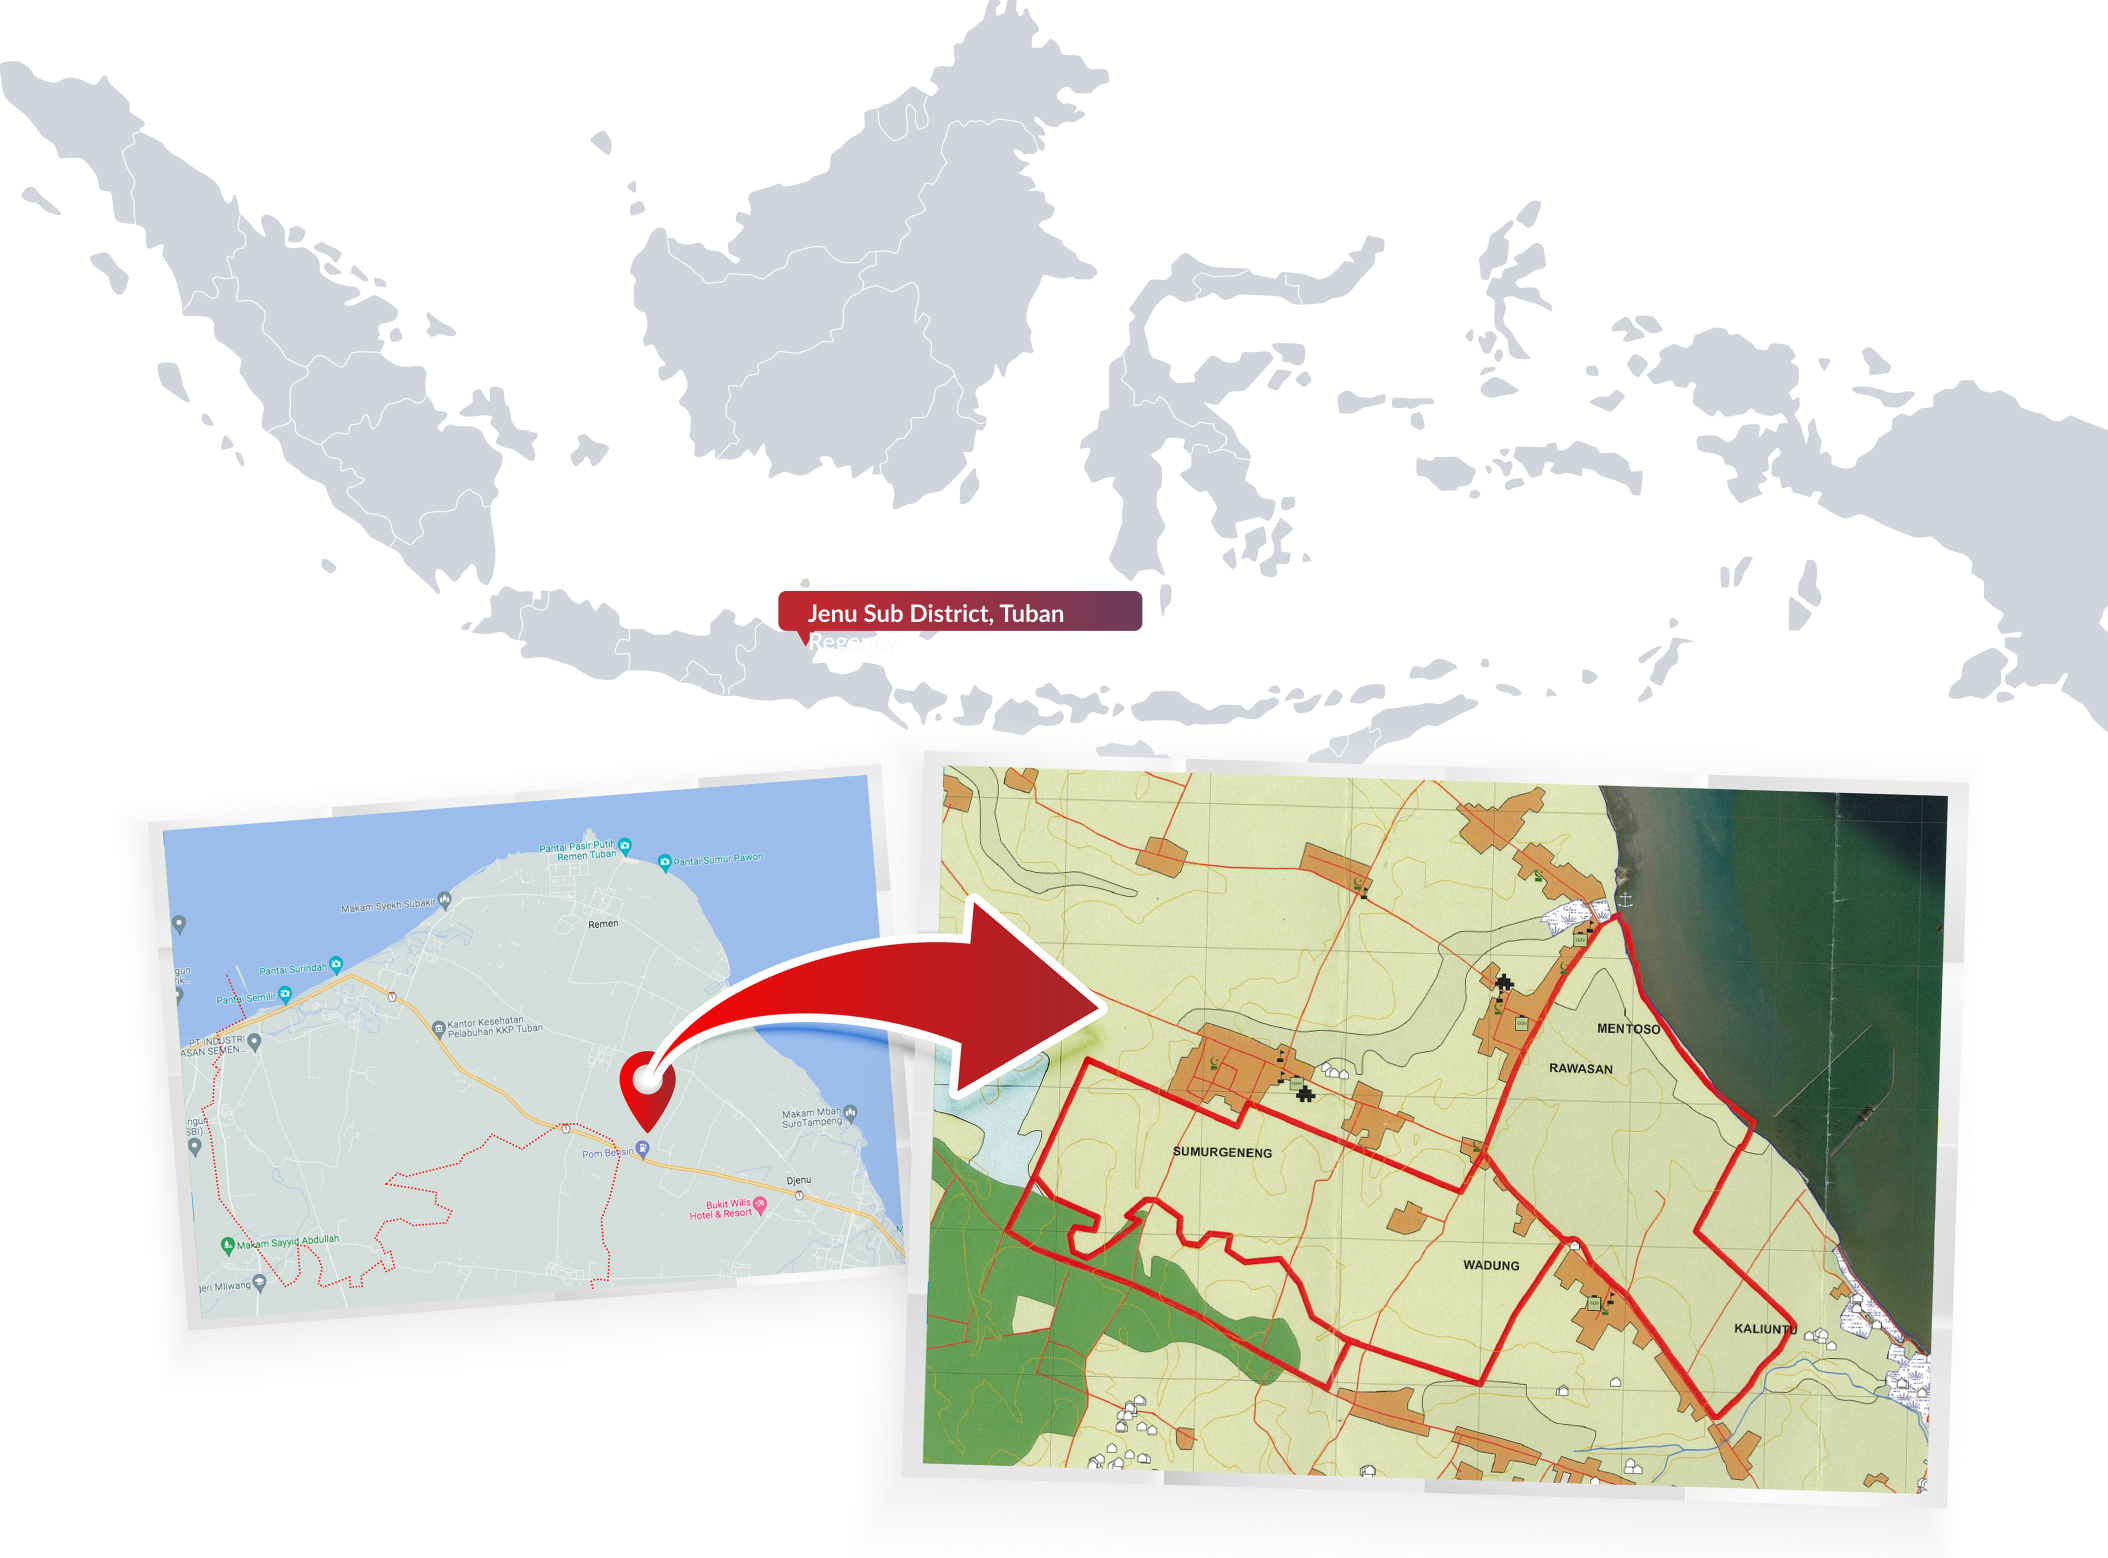 Jenu Sub District, Tuban
Regency
Pantai Pasir Putih
Remen Tuban
Pantai Sumur Pawon
Makam Syekh Subakir
Remen
Pantai Surindah
Pantai Semilir
Kantor Kesehatan
Pelabuhan KKP Tuban
PT INDUSTRI
ASAN SEMEN...
Makam Mbah
SuroTampeng
Pom Bensin
Djenu
Bukit Wilis
Hotel & Resort
Makam Sayyid Abdullah
jeri Mliwang
MENTOSO
RAWASAN
SUMURGENENG
WADUNG
KALIUNTU